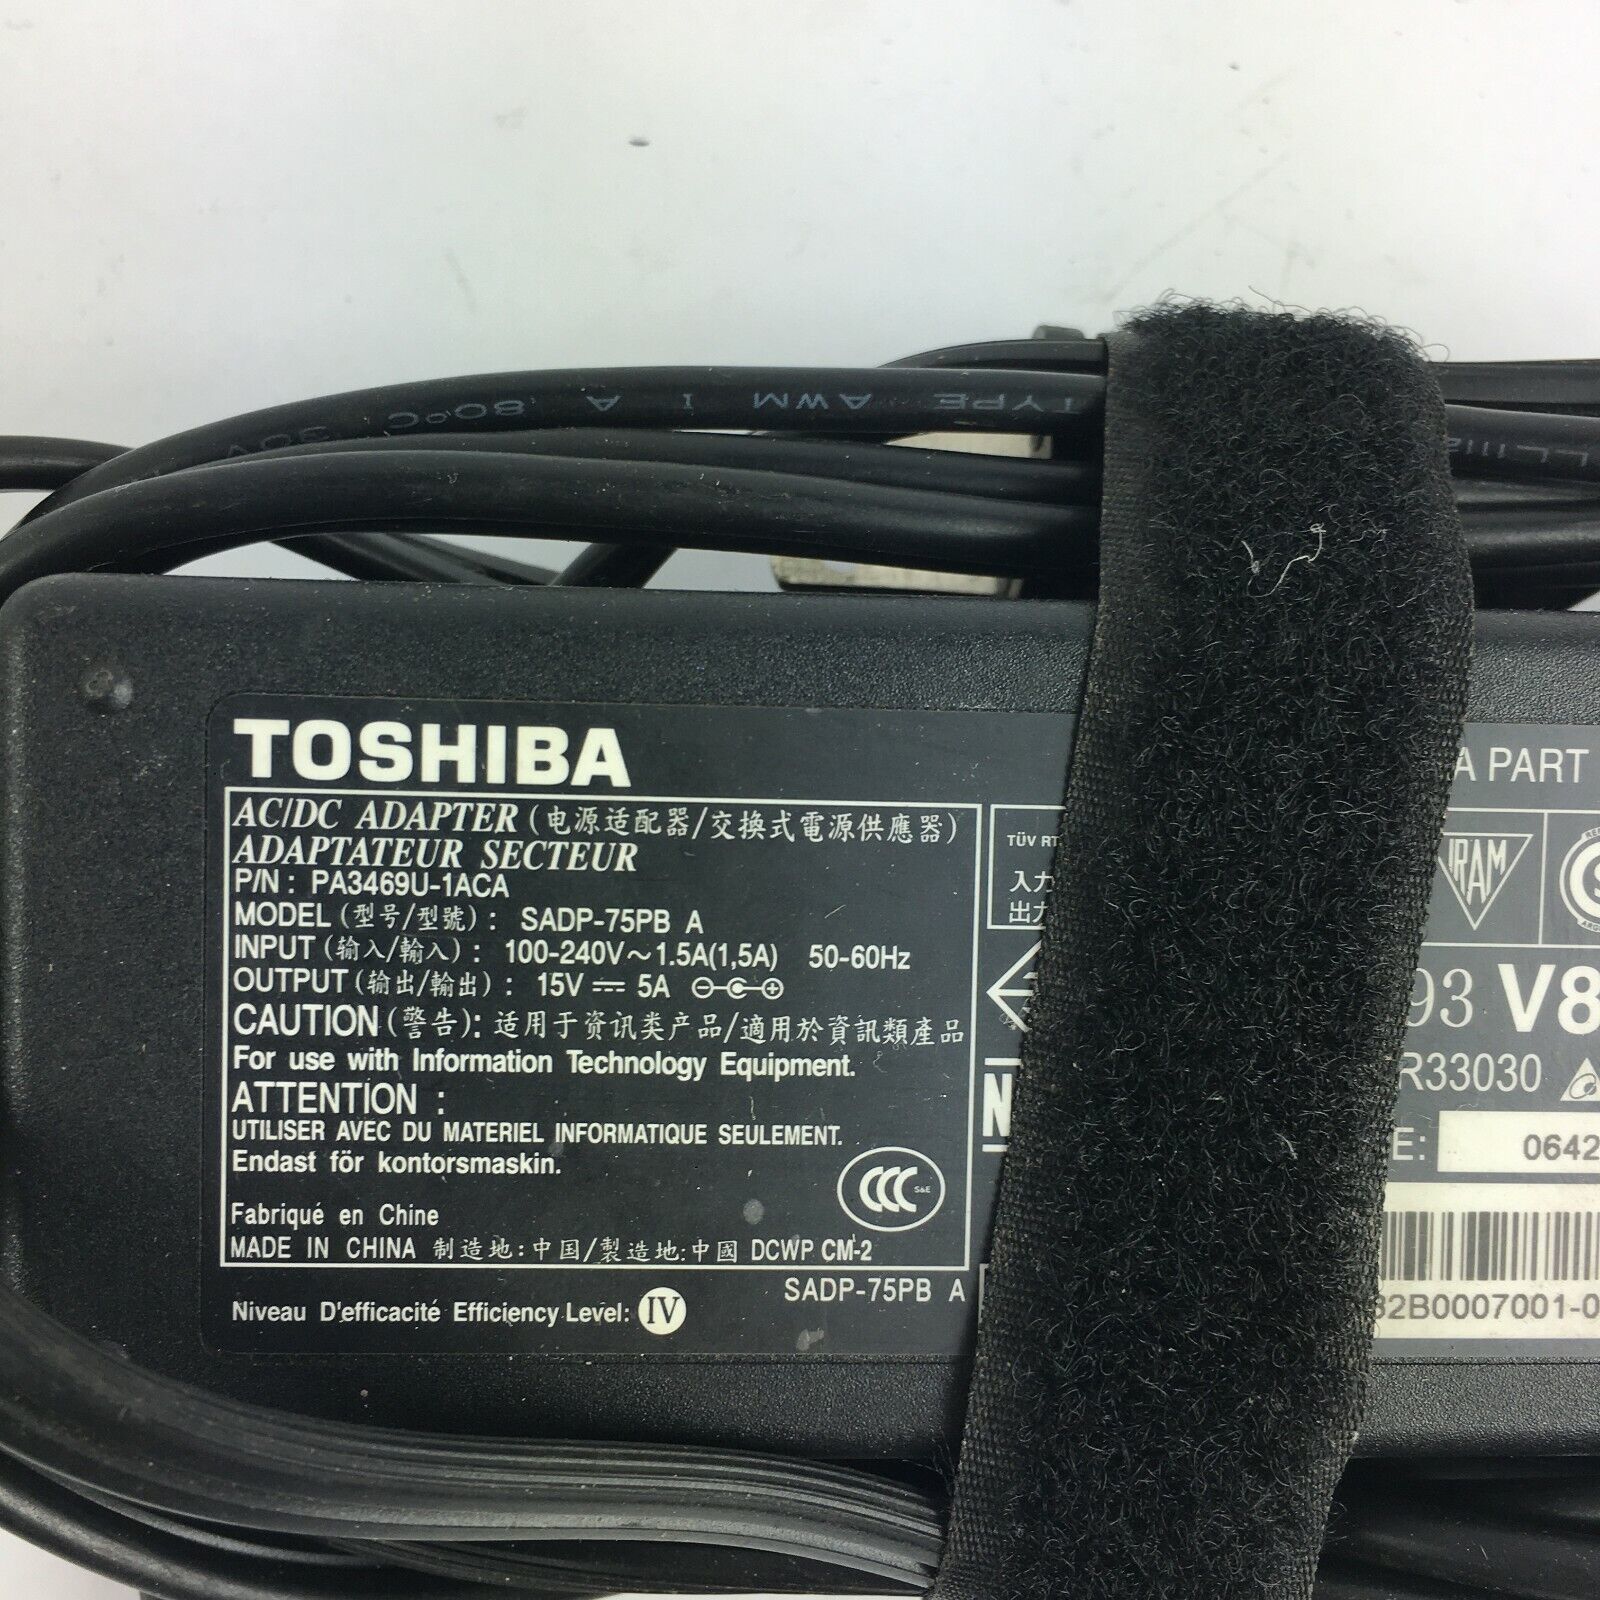 TYPE AWM I A 80°C 30V
TOSHIBA
AC/DC ADAPTER (电源适配器/交換式電源供應器)
ADAPTATEUR SECTEUR
P/N: PA3469U-1ACA
MODEL (型号/型號): SADP-75PB A
INPUT (输入/輸入): 100-240V～1.5A(1,5A) 50-60Hz
OUTPUT (输出/輸出): 15V 5A
CAUTION (警告): 适用于资讯类产品/適用於資訊類產品
For use with Information Technology Equipment.
ATTENTION :
UTILISER AVEC DU MATERIEL INFORMATIQUE SEULEMENT.
Endast för kontorsmaskin.
CCC S&E
Fabriqué en Chine
MADE IN CHINA 制造地:中国/製造地:中國 DCWP CM-2
SADP-75PB A
Niveau D'efficacité Efficiency Level: IV
TÜV
入力
出力
N
A PART
IRAM
93 V8
R33030
E: 0642
32B0007001-0